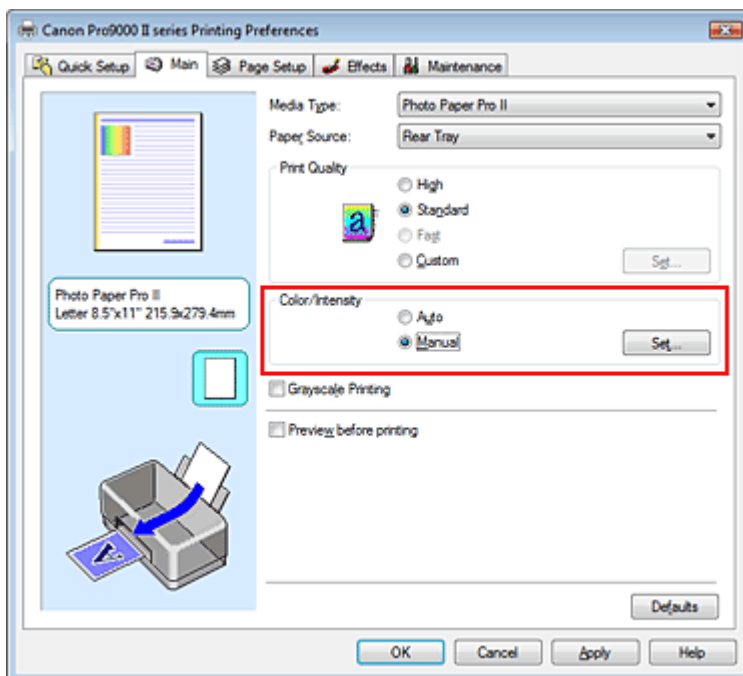 Canon Pro9000 II series Printing Preferences
Quick Setup Main Page Setup Effects Maintenance
Media Type: Photo Paper Pro II
Paper Source: Rear Tray
Print Quality
High
a Standard
Fast
Custom Set...
Photo Paper Pro II
Letter 8.5"x11" 215.9x279.4mm
Color/Intensity
Auto
Manual Set...
Grayscale Printing
Preview before printing
A
Defaults
OK Cancel Apply Help